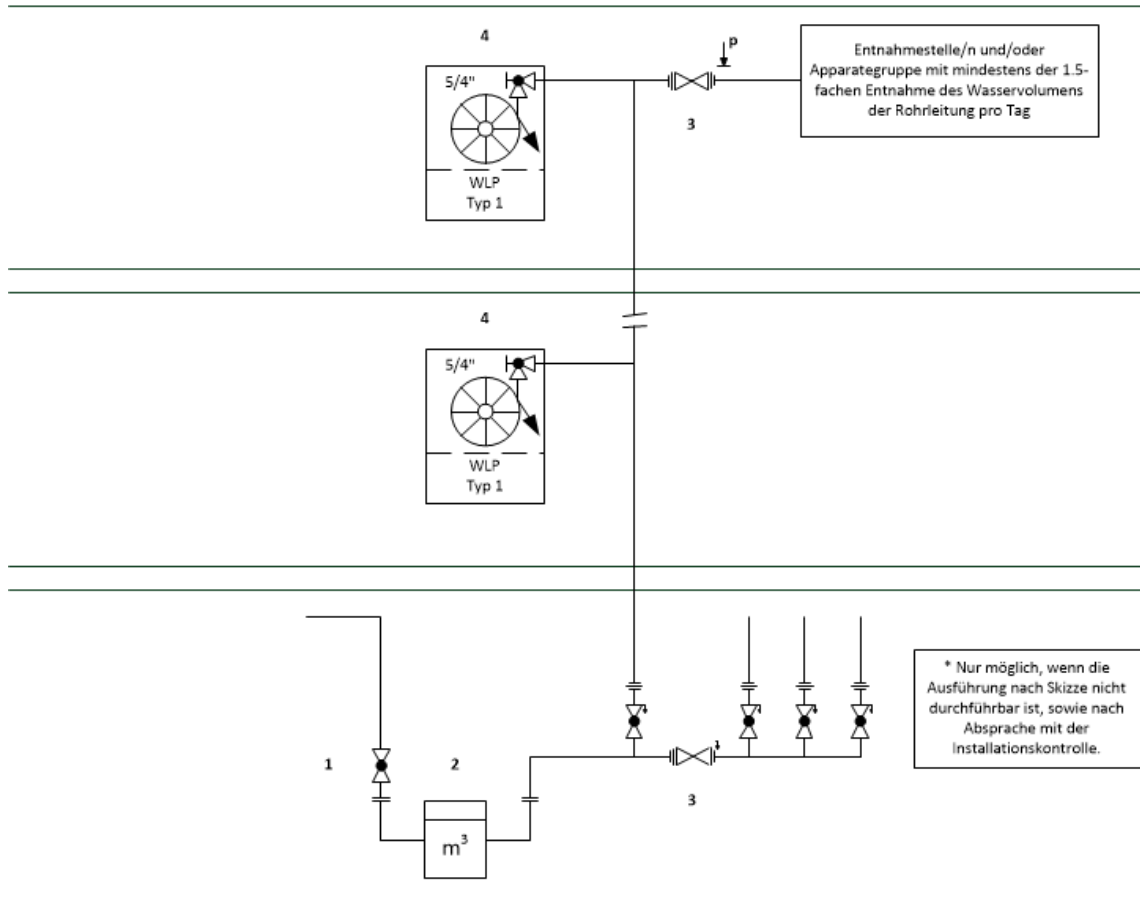 4
p
5/4"
Entnahmestelle/n und/oder
Apparategruppe mit mindestens der 1.5-
fachen Entnahme des Wasservolumens
der Rohrleitung pro Tag
3
WLP
Typ 1
4
5/4"
WLP
Typ 1
* Nur möglich, wenn die
Ausführung nach Skizze nicht
durchführbar ist, sowie nach
Absprache mit der
Installationskontrolle.
1
2
3
m³